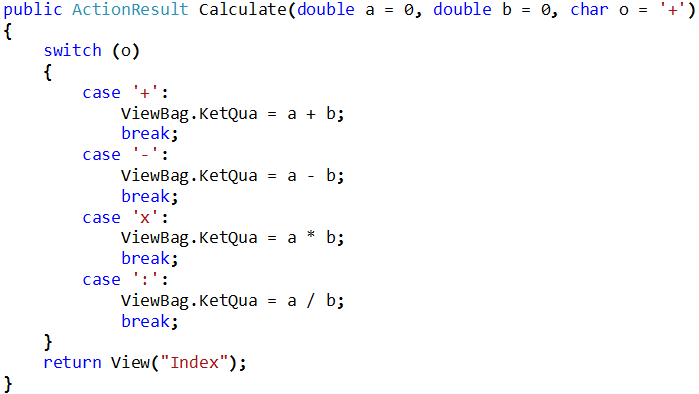 public ActionResult Calculate(double a = 0, double b = 0, char o = '+')
{
    switch (o)
    {
        case '+':
            ViewBag.KetQua = a + b;
            break;
        case '-':
            ViewBag.KetQua = a - b;
            break;
        case 'x':
            ViewBag.KetQua = a * b;
            break;
        case ':':
            ViewBag.KetQua = a / b;
            break;
    }
    return View("Index");
}